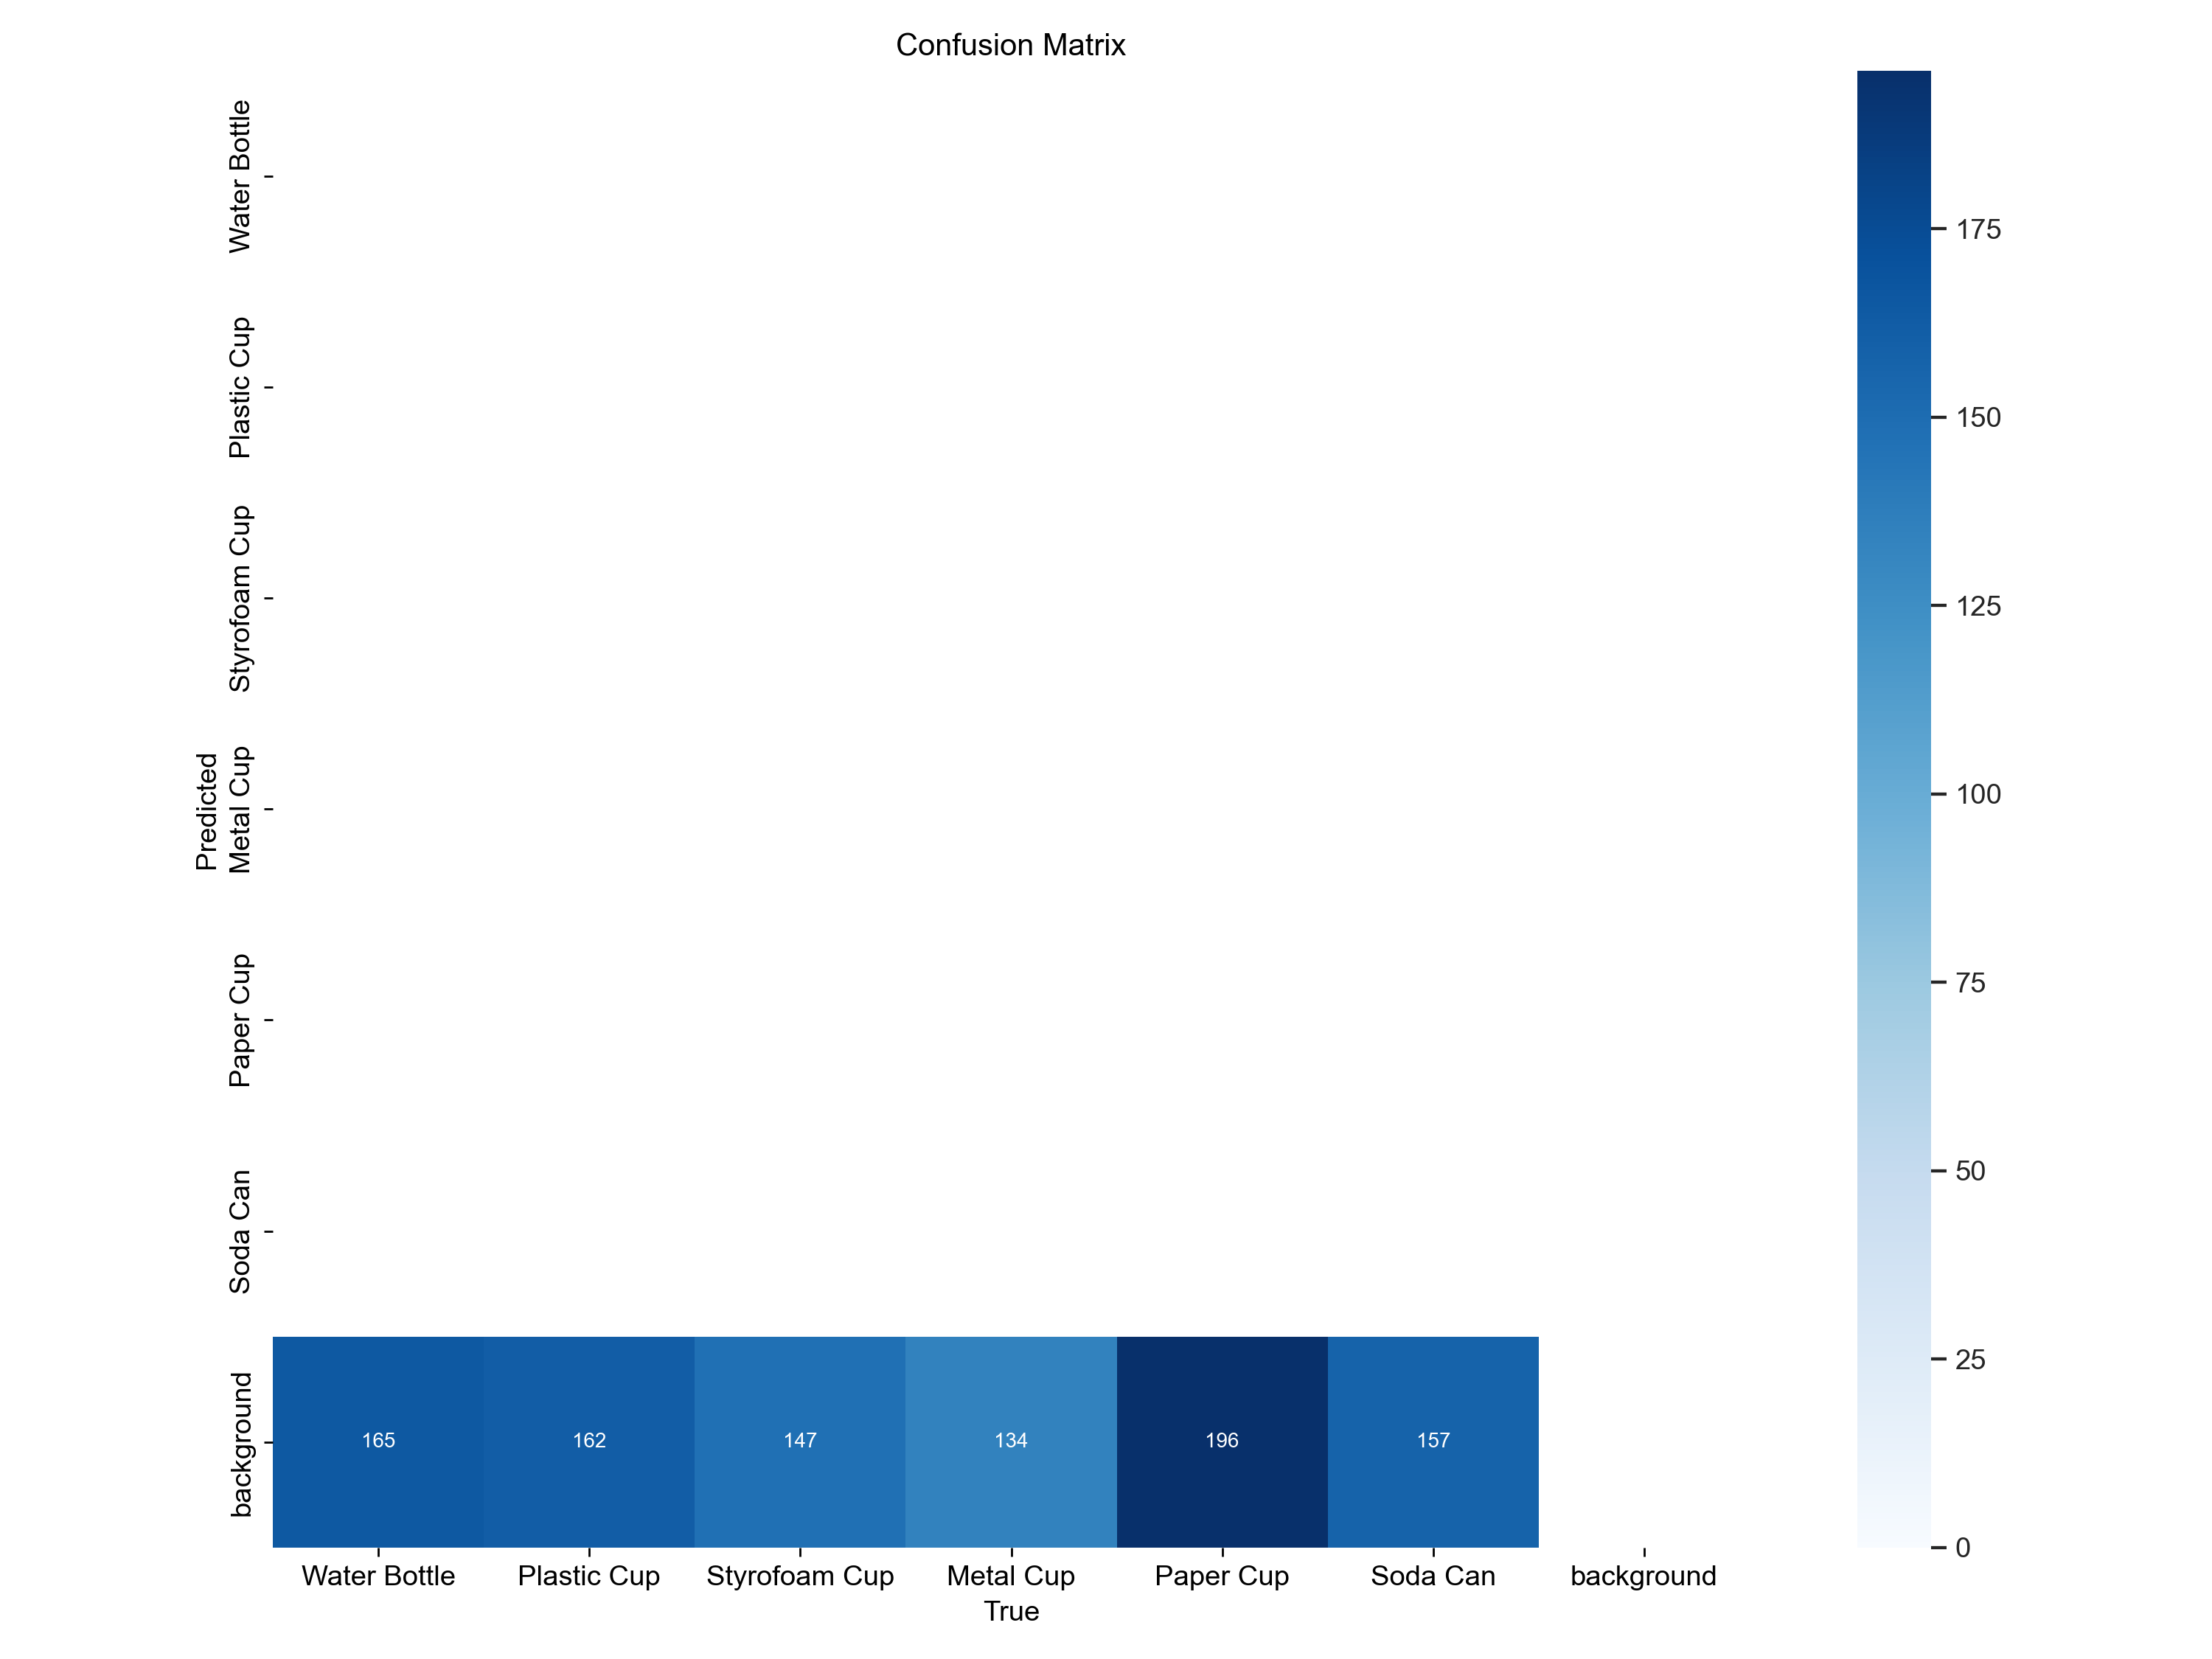 Confusion Matrix
Water Bottle
Plastic Cup
Styrofoam Cup
Metal Cup
Paper Cup
Soda Can
background
Predicted
165 162 147 134 196 157
Water Bottle Plastic Cup Styrofoam Cup Metal Cup Paper Cup Soda Can background
True
175
150
125
100
75
50
25
0